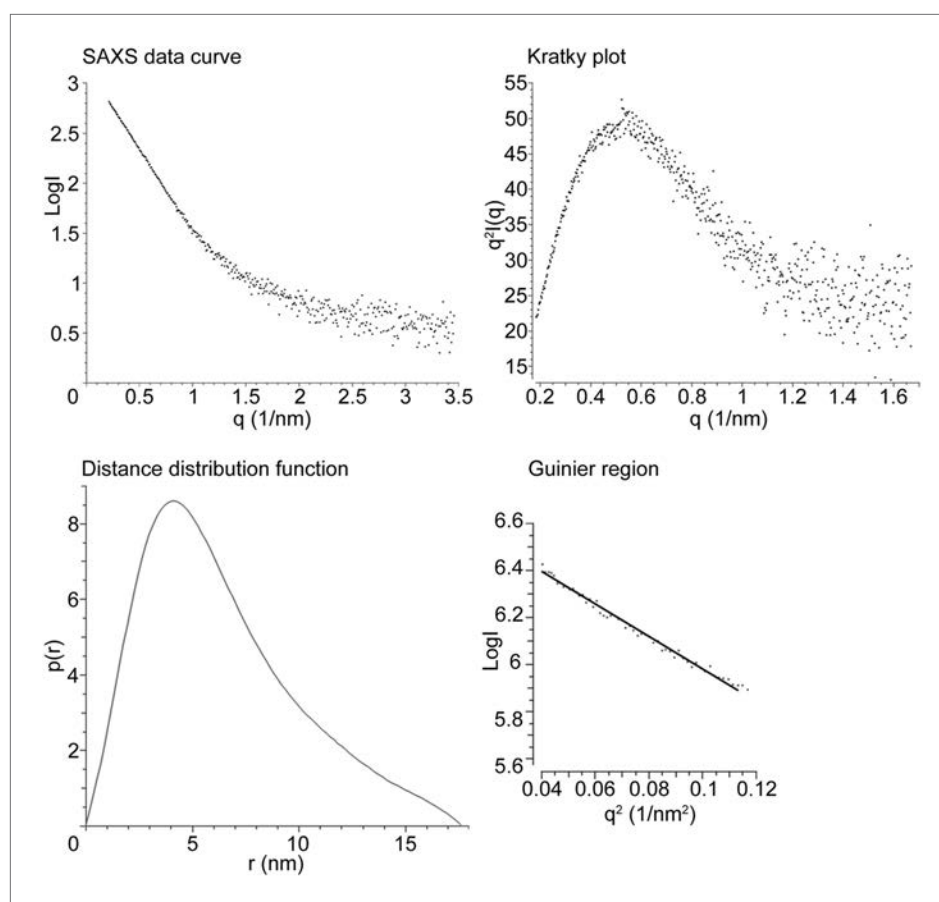 SAXS data curve
3
2.5
2
1.5
1
0.5
LogI
0 0.5 1 1.5 2 2.5 3 3.5
q (1/nm)
Kratky plot
55
50
45
40
35
30
25
20
15
q²I(q)
0.2 0.4 0.6 0.8 1 1.2 1.4 1.6
q (1/nm)
Distance distribution function
8
6
4
2
p(r)
0 5 10 15
r (nm)
Guinier region
6.6
6.4
6.2
6
5.8
5.6
LogI
0.04 0.06 0.08 0.1 0.12
q² (1/nm²)